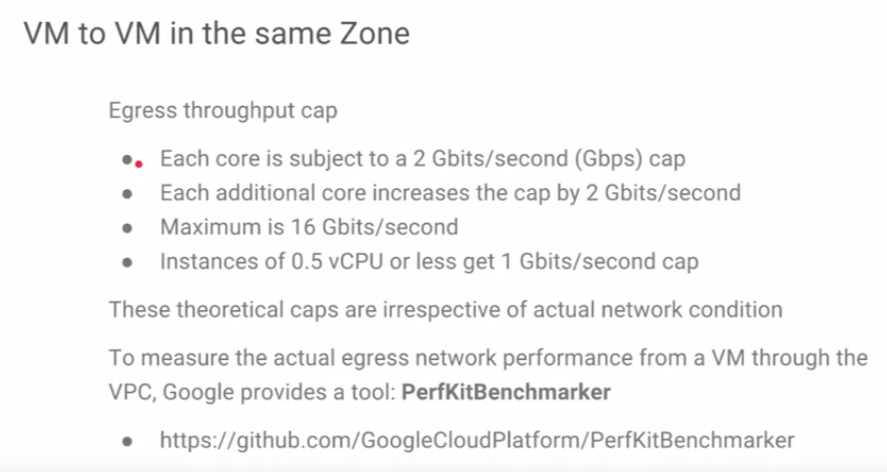 VM to VM in the same Zone
Egress throughput cap
• Each core is subject to a 2 Gbits/second (Gbps) cap
• Each additional core increases the cap by 2 Gbits/second
• Maximum is 16 Gbits/second
• Instances of 0.5 vCPU or less get 1 Gbits/second cap
These theoretical caps are irrespective of actual network condition
To measure the actual egress network performance from a VM through the
VPC, Google provides a tool: PerfKitBenchmarker
• https://github.com/GoogleCloudPlatform/PerfKitBenchmarker